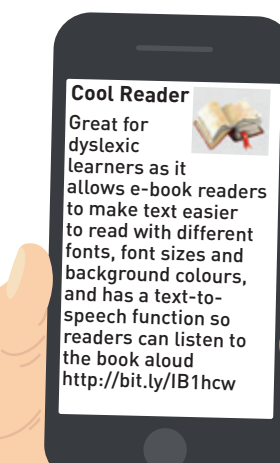 Cool Reader
Great for
dyslexic
learners as it
allows e-book readers
to make text easier
to read with different
fonts, font sizes and
background colours,
and has a text-to-
speech function so
readers can listen to
the book aloud
http://bit.ly/IB1hcw